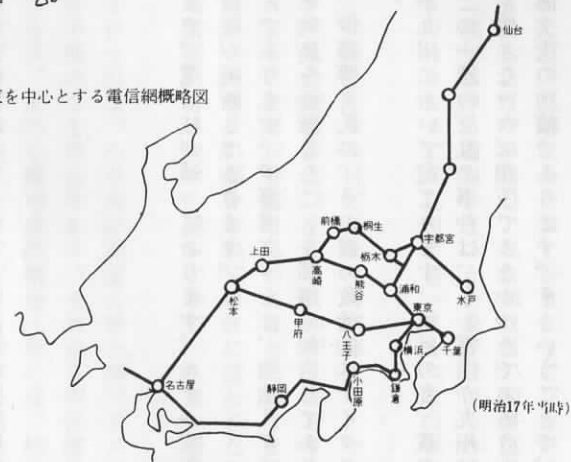 を中心とする電信網概略図
仙台
前橋
桐生
宇都宮
上田
高崎
栃木
熊谷
浦和
水戸
松本
甲府
東京
八王子
横浜
千葉
名古屋
静岡
小田原
鎌倉
(明治17年当時)